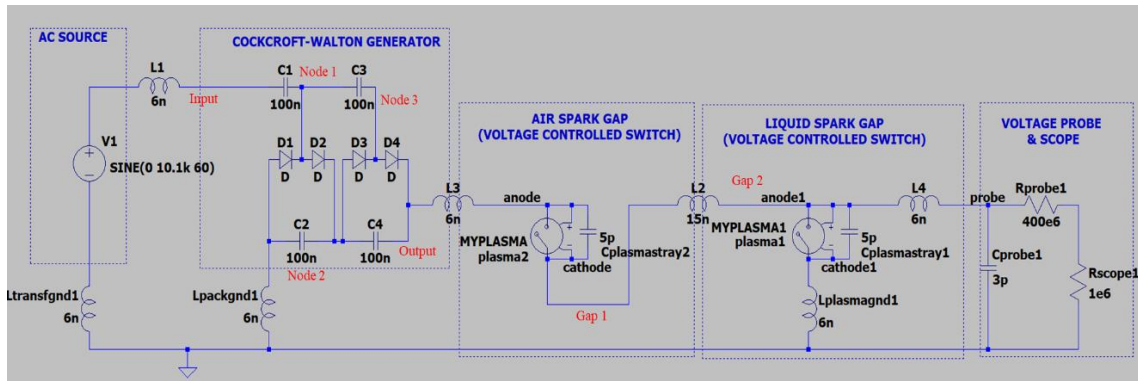 AC SOURCE
V1
SINE(0 10.1k 60)
L1
6n
Input
Ltransfgnd1
6n
COCKCROFT-WALTON GENERATOR
C1
100n
Node 1
C3
100n
Node 3
D1
D
D2
D
D3
D
D4
D
C2
100n
Node 2
C4
100n
Output
Lpackgnd1
6n
L3
6n
AIR SPARK GAP
(VOLTAGE CONTROLLED SWITCH)
anode
MYPLASMA
plasma2
+
5p
Cplasmastray2
cathode
Gap 1
L2
15n
Gap 2
LIQUID SPARK GAP
(VOLTAGE CONTROLLED SWITCH)
anode1
MYPLASMA1
plasma1
+
5p
Cplasmastray1
cathode1
Lplasmagnd1
6n
L4
6n
VOLTAGE PROBE
& SCOPE
probe
Rprobe1
400e6
Cprobe1
3p
Rscope1
1e6